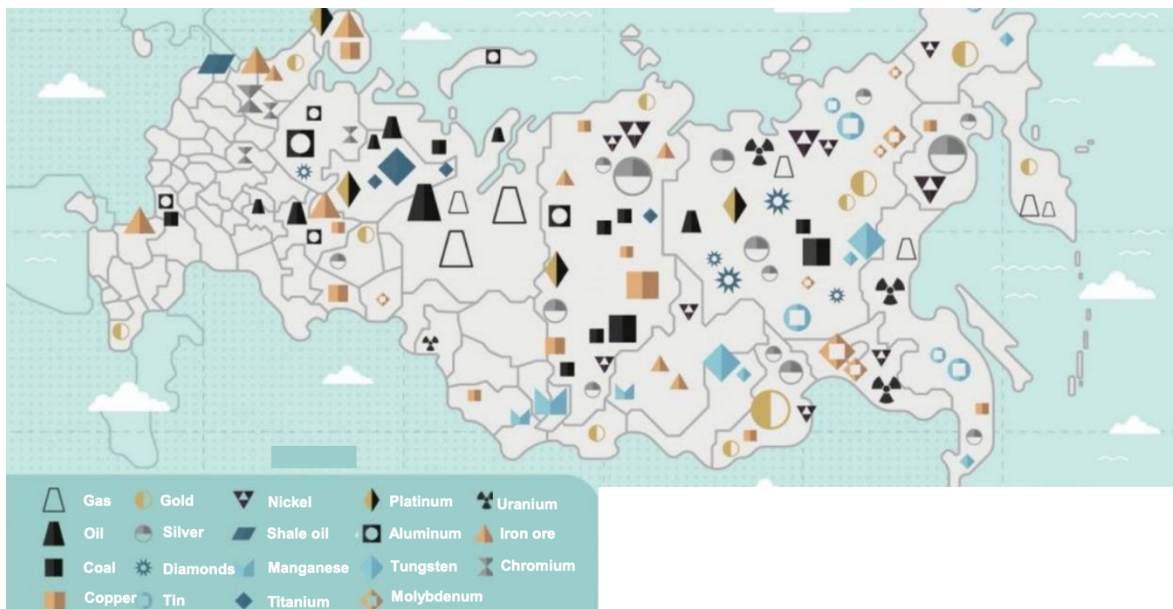 Gas Gold Nickel Platinum Uranium
Oil Silver Shale oil Aluminum Iron ore
Coal Diamonds Manganese Tungsten Chromium
Copper Tin Titanium Molybdenum